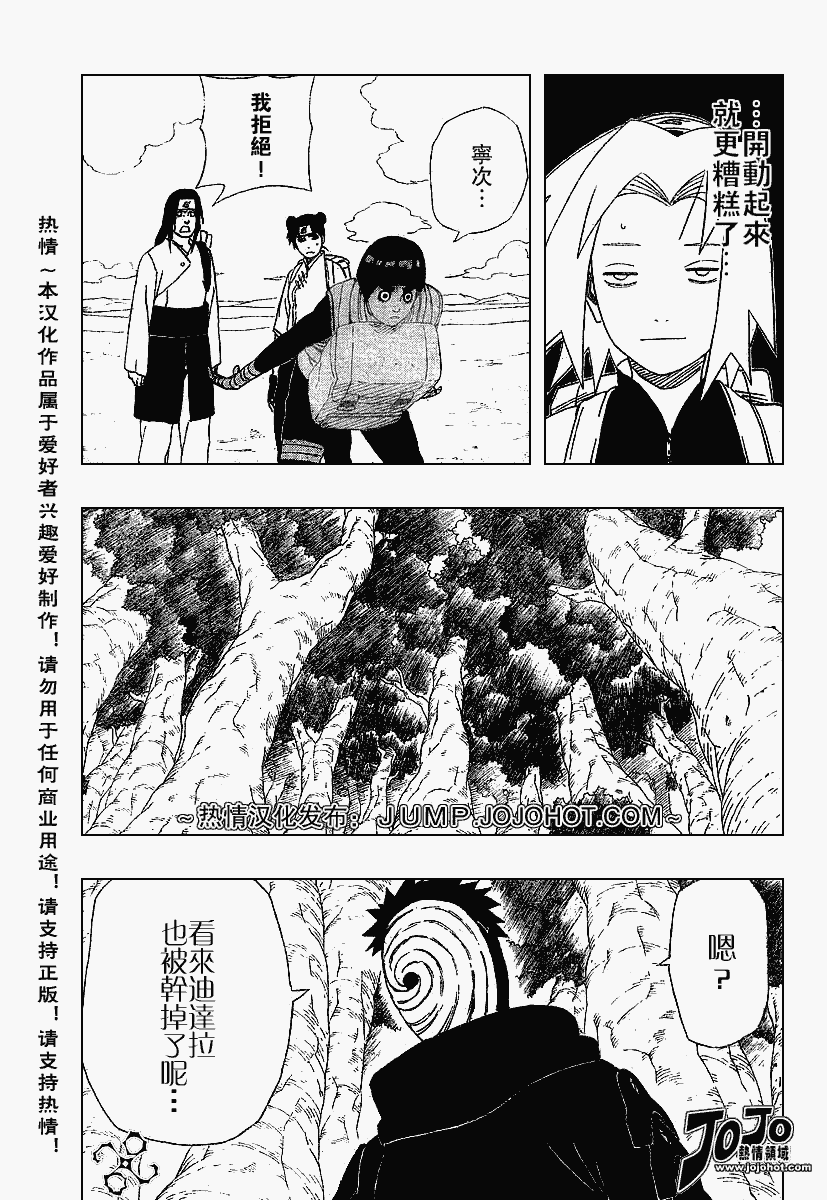 …開動起來
就更糟糕了…
寧次…
我拒絕！
～热情汉化发布：JUMP.JOJOHOT.COM～
嗯？
看來迪達拉
也被幹掉了呢…
热情～本汉化作品属于爱好者兴趣爱好制作！请勿用于任何商业用途！请支持正版！请支持热情！
JOJO
熱情領域
www.jojohot.com